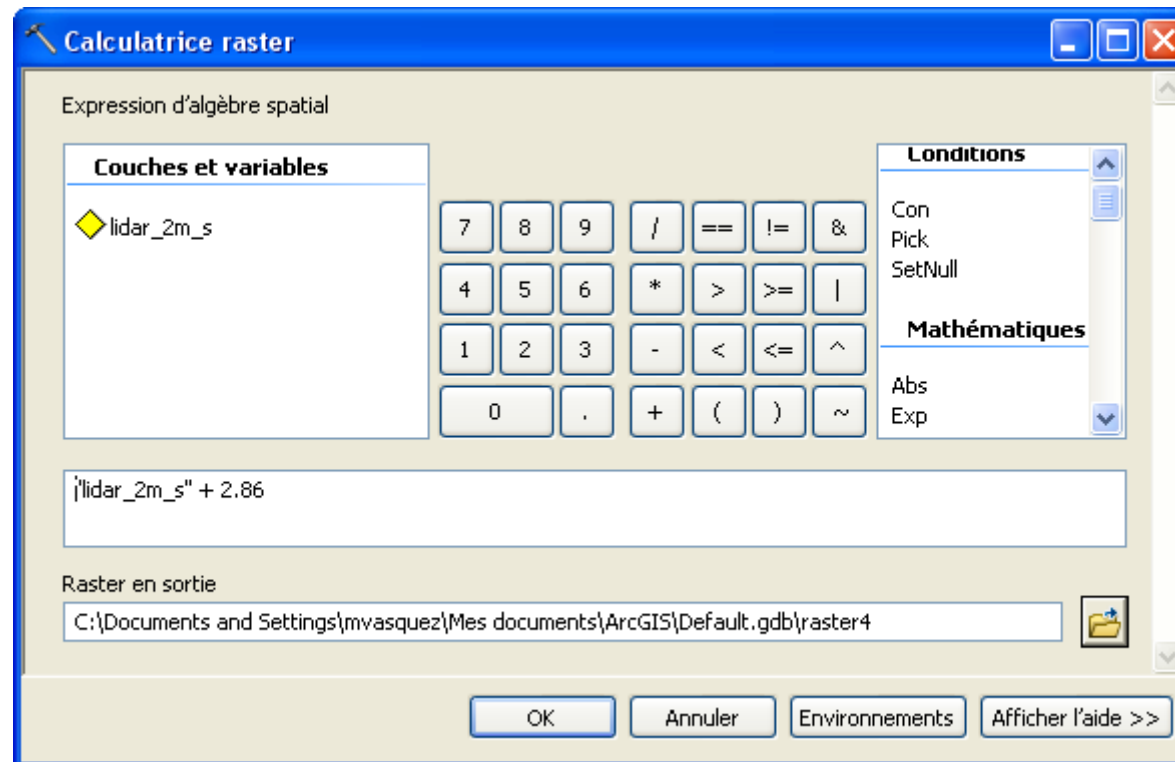 Calculatrice raster
Expression d'algèbre spatial
Couches et variables
lidar_2m_s
7 8 9 / == != &
4 5 6 * > >= |
1 2 3 - < <= ^
0 . + ( ) ~
Conditions
Con
Pick
SetNull
Mathématiques
Abs
Exp
"lidar_2m_s" + 2.86
Raster en sortie
C:\Documents and Settings\mvasquez\Mes documents\ArcGIS\Default.gdb\raster4
OK Annuler Environnements Afficher l'aide >>